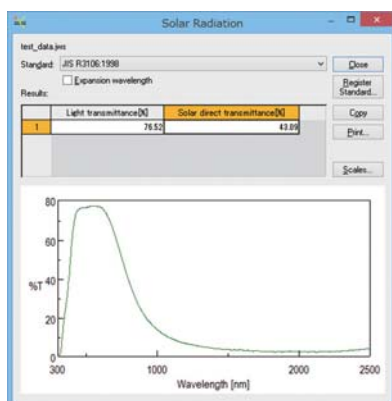 Solar Radiation
test_data.jws
Standard: JIS R3106:1998
Close
Expansion wavelength
Register Standard...
Results:
Light transmittance[%] Solar direct transmittance[%]
Copy
1 76.52 43.89
Print...
Scales...
80
60
%T 40
20
0
300 1000 2000 2500
Wavelength [nm]